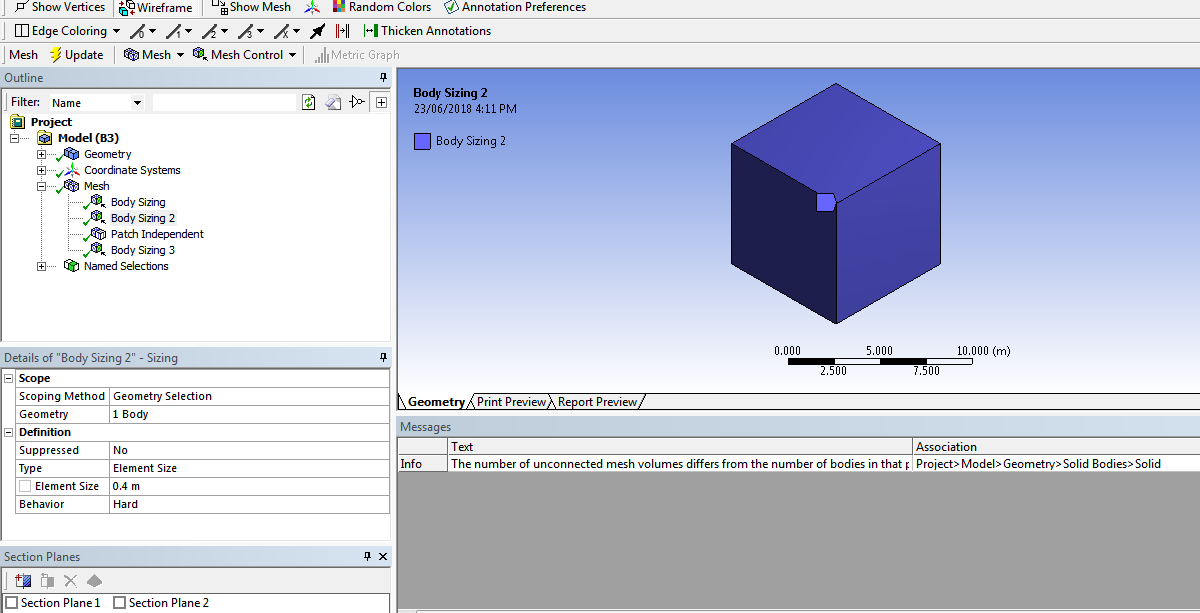 Show Vertices Wireframe Show Mesh Random Colors Annotation Preferences
Edge Coloring Thicken Annotations
Mesh Update Mesh Mesh Control Metric Graph
Outline
Filter: Name
Project
Model (B3)
Geometry
Coordinate Systems
Mesh
Body Sizing
Body Sizing 2
Patch Independent
Body Sizing 3
Named Selections
Details of "Body Sizing 2" - Sizing
Scope
Scoping Method Geometry Selection
Geometry 1 Body
Definition
Suppressed No
Type Element Size
Element Size 0.4 m
Behavior Hard
Section Planes
Section Plane 1 Section Plane 2
Body Sizing 2
23/06/2018 4:11 PM
Body Sizing 2
0.000 5.000 10.000 (m)
2.500 7.500
Geometry Print Preview Report Preview
Messages
Text Association
Info The number of unconnected mesh volumes differs from the number of bodies in that Project>Model>Geometry>Solid Bodies>Solid